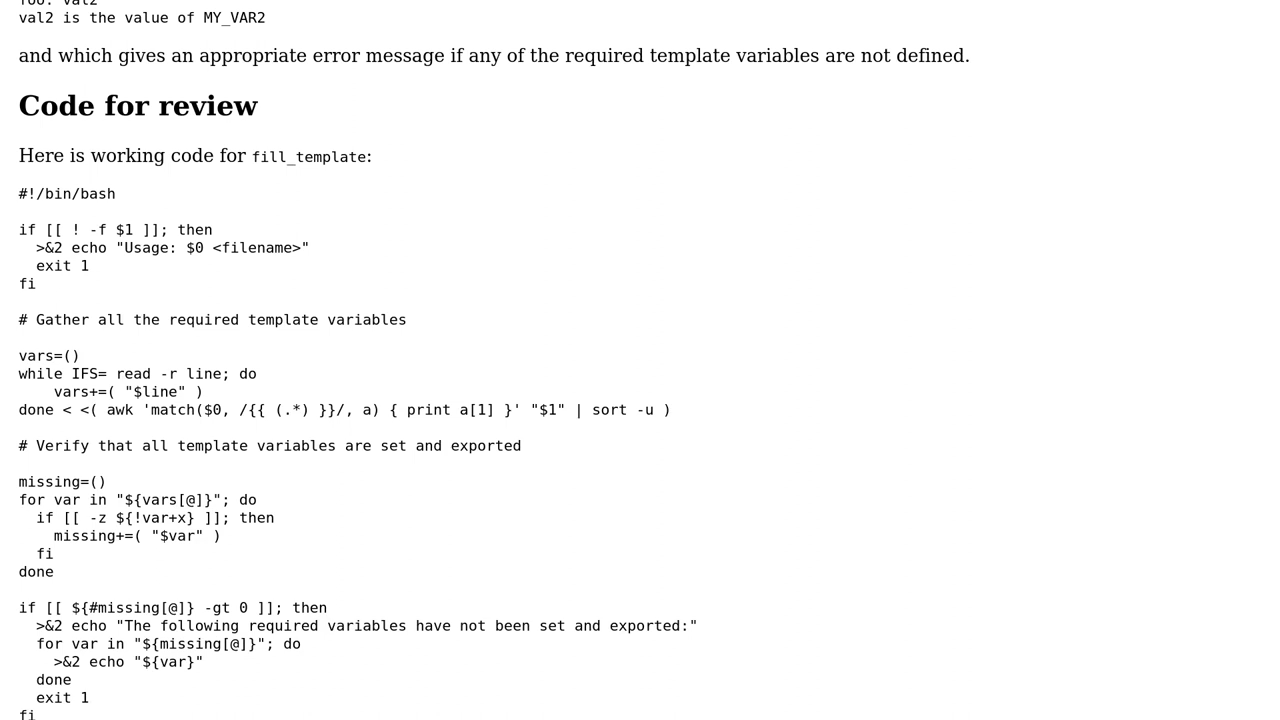 foo: val2
val2 is the value of MY_VAR2
and which gives an appropriate error message if any of the required template variables are not defined.
Code for review
Here is working code for fill_template:
#!/bin/bash
if [[ ! -f $1 ]]; then
  >&2 echo "Usage: $0 <filename>"
  exit 1
fi
# Gather all the required template variables
vars=()
while IFS= read -r line; do
    vars+=( "$line" )
done < <( awk 'match($0, /{{ (.*) }}/, a) { print a[1] }' "$1" | sort -u )
# Verify that all template variables are set and exported
missing=()
for var in "${vars[@]}"; do
  if [[ -z ${!var+x} ]]; then
    missing+=( "$var" )
  fi
done
if [[ ${#missing[@]} -gt 0 ]]; then
  >&2 echo "The following required variables have not been set and exported:"
  for var in "${missing[@]}"; do
    >&2 echo "${var}"
  done
  exit 1
fi